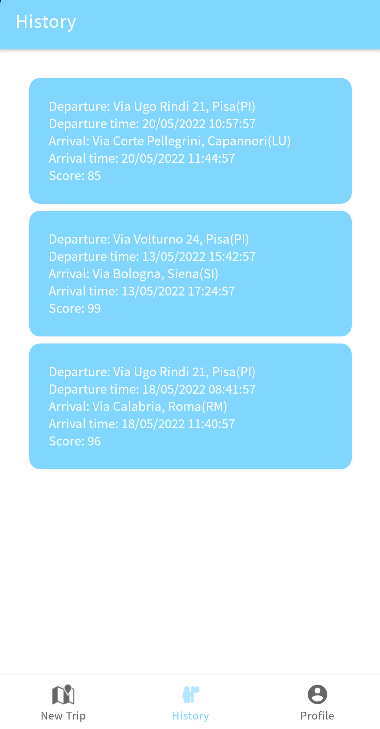 History
Departure: Via Ugo Rindi 21, Pisa(PI)
Departure time: 20/05/2022 10:57:57
Arrival: Via Corte Pellegrini, Capannori(LU)
Arrival time: 20/05/2022 11:44:57
Score: 85
Departure: Via Volturno 24, Pisa(PI)
Departure time: 13/05/2022 15:42:57
Arrival: Via Bologna, Siena(SI)
Arrival time: 13/05/2022 17:24:57
Score: 99
Departure: Via Ugo Rindi 21, Pisa(PI)
Departure time: 18/05/2022 08:41:57
Arrival: Via Calabria, Roma(RM)
Arrival time: 18/05/2022 11:40:57
Score: 96
New Trip
History
Profile